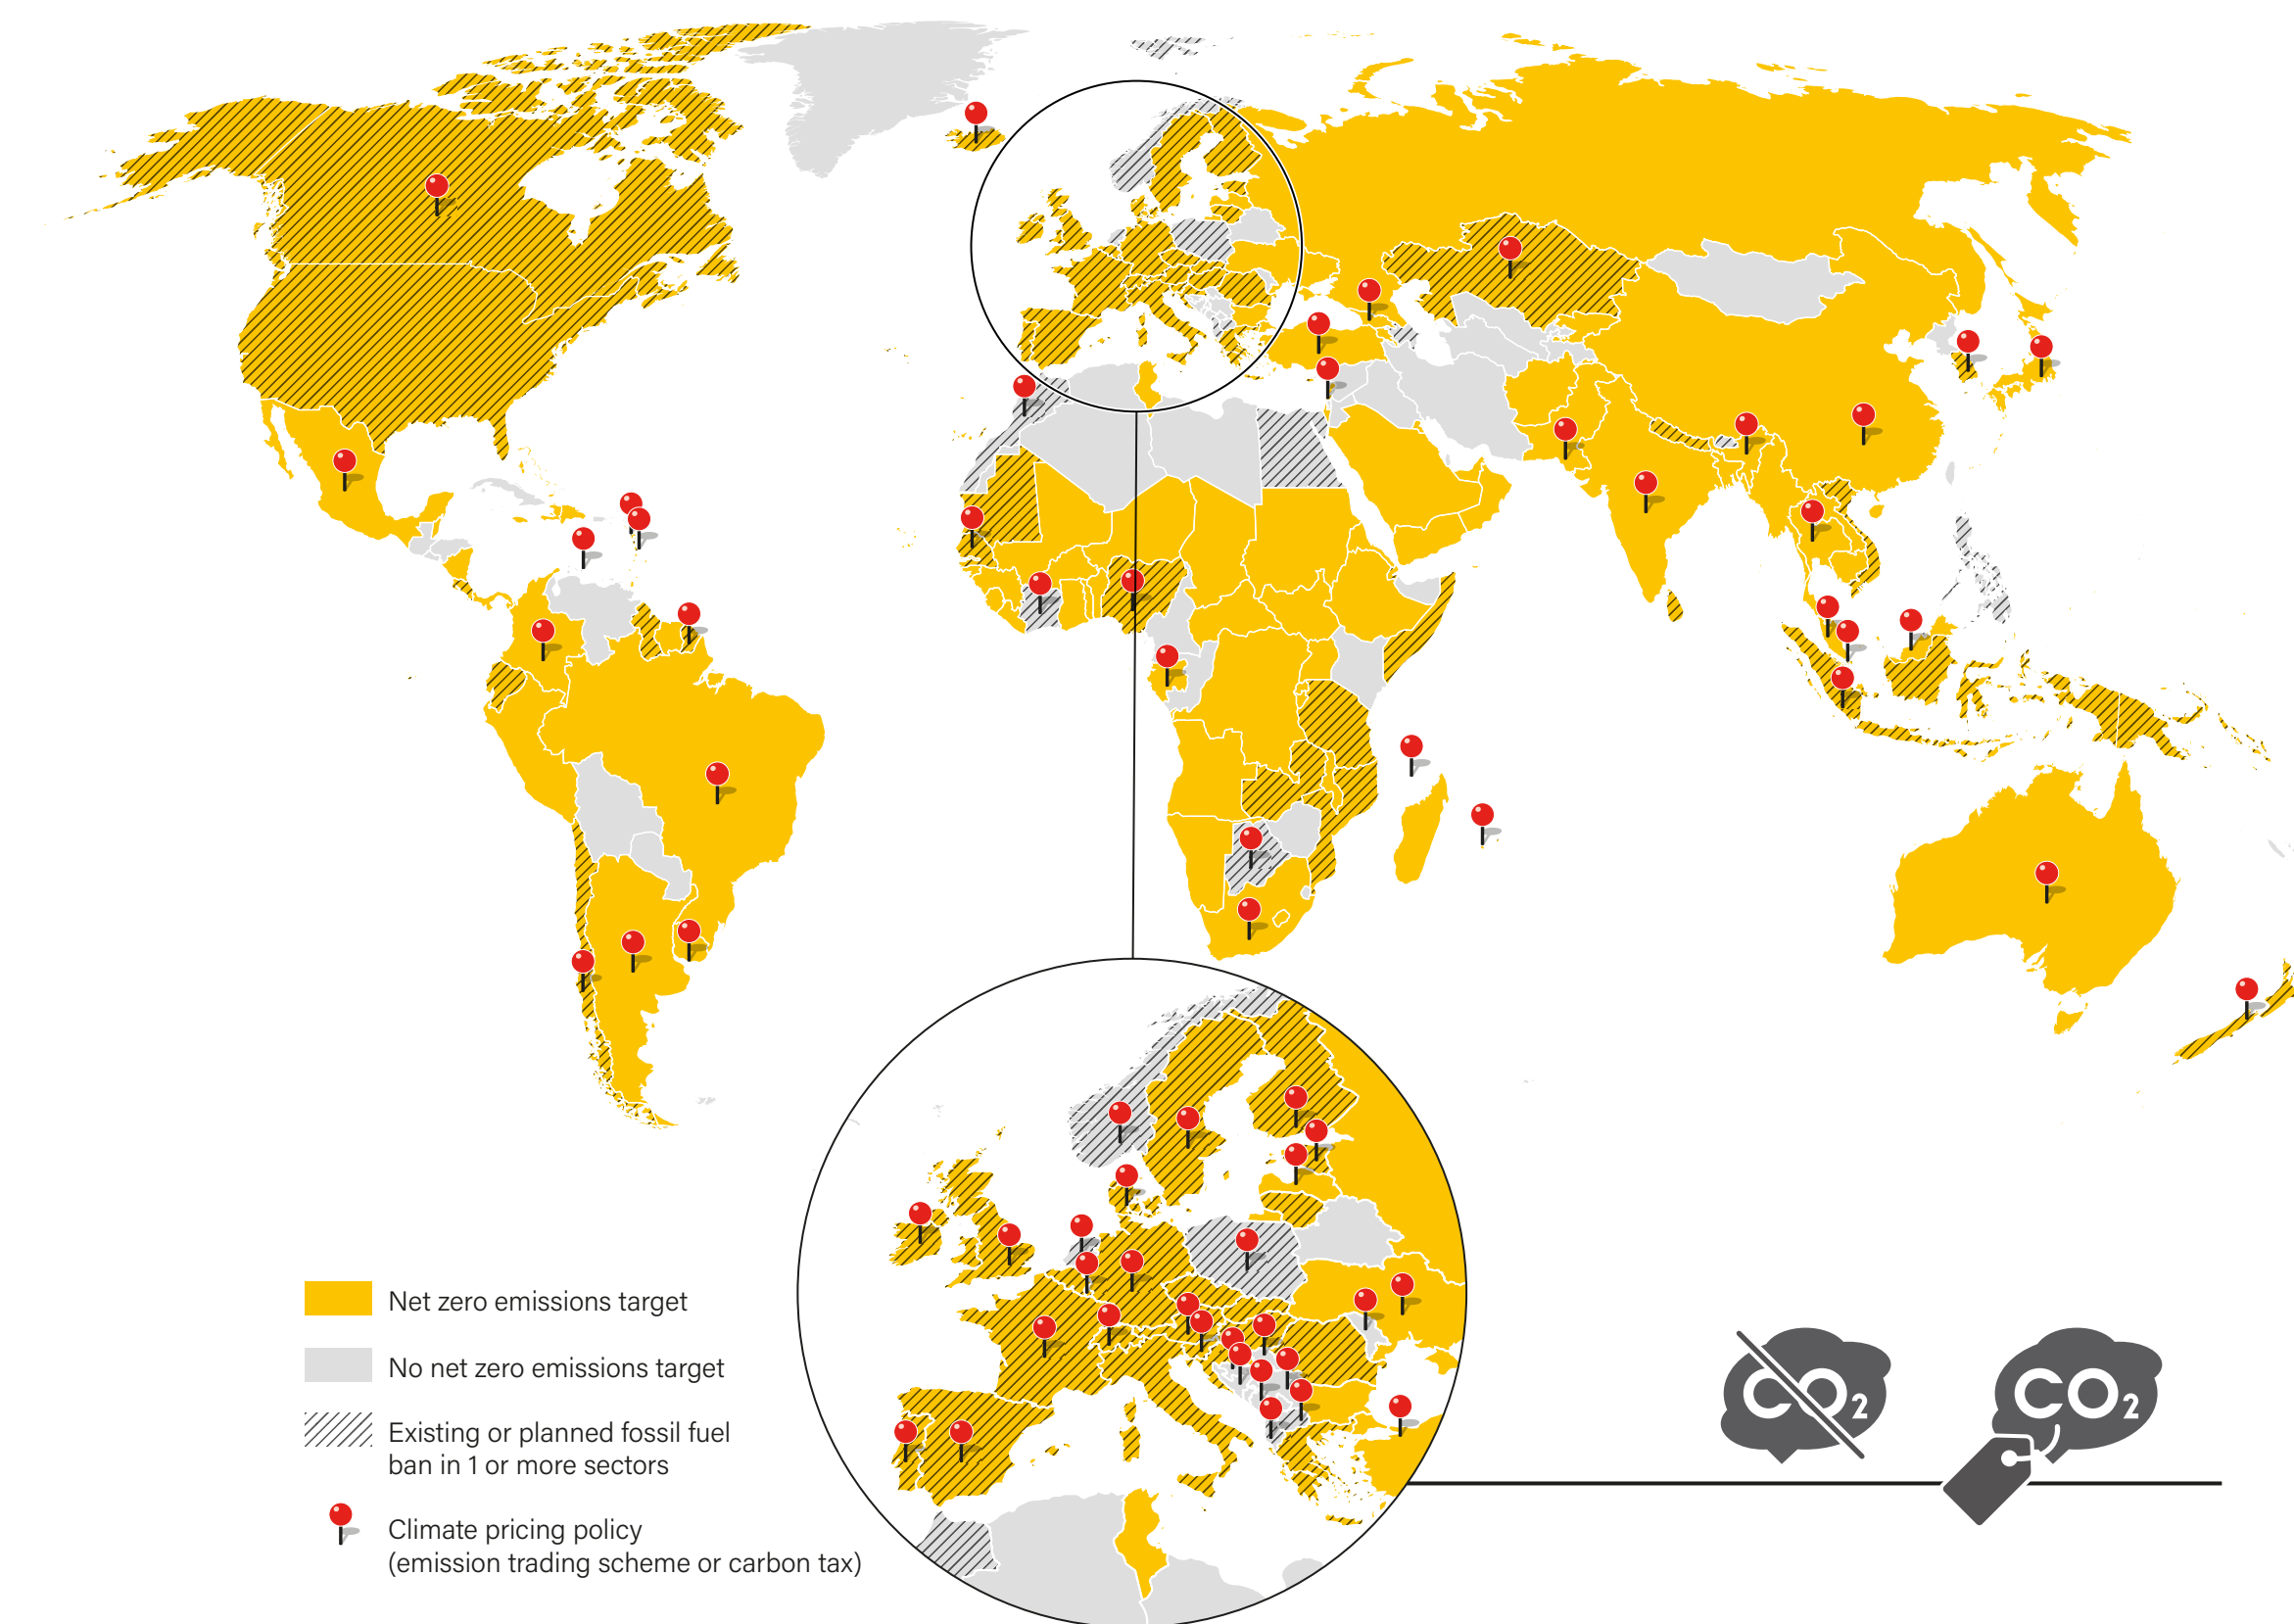 Net zero emissions target
No net zero emissions target
Existing or planned fossil fuel
ban in 1 or more sectors
Climate pricing policy
(emission trading scheme or carbon tax)
CO2
CO2